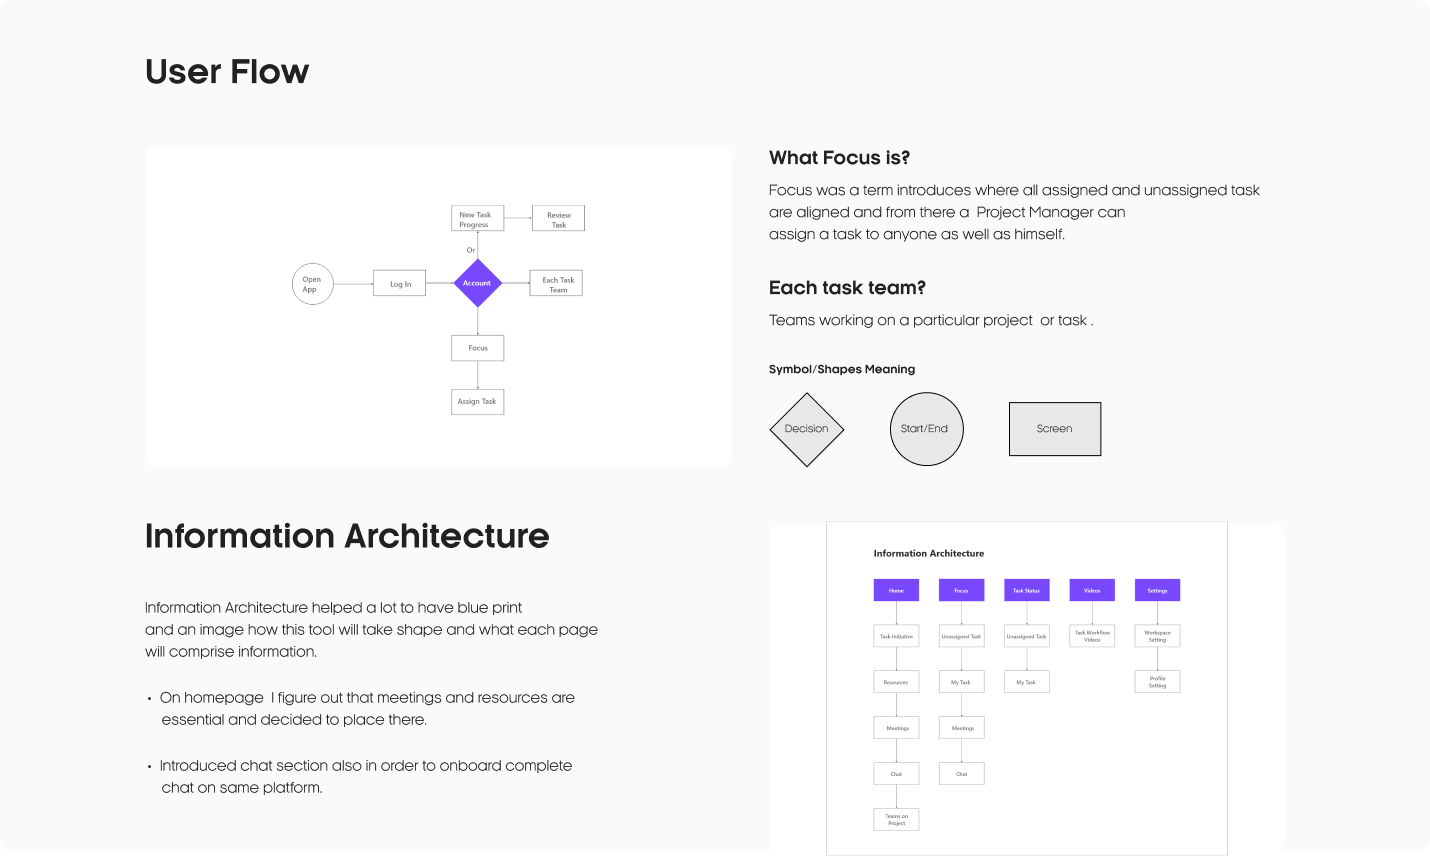 User Flow
New Task
Progress
Review
Task
Or
Open
App
Log In
Account
Each Task
Team
Focus
Assign Task
What Focus is?
Focus was a term introduces where all assigned and unassigned task
are aligned and from there a  Project Manager can
assign a task to anyone as well as himself.
Each task team?
Teams working on a particular project  or task .
Symbol/Shapes Meaning
Decision
Start/End
Screen
Information Architecture
Information Architecture helped a lot to have blue print
and an image how this tool will take shape and what each page
will comprise information.
• On homepage  I figure out that meetings and resources are
essential and decided to place there.
• Introduced chat section also in order to onboard complete
chat on same platform.
Information Architecture
Home
Focus
Task Status
Videos
Settings
Task Initiative
Unassigned Task
Unassigned Task
Task Workflow
Videos
Workspace
Setting
Resources
My Task
My Task
Profile
Setting
Meetings
Meetings
Chat
Chat
Teams on
Project